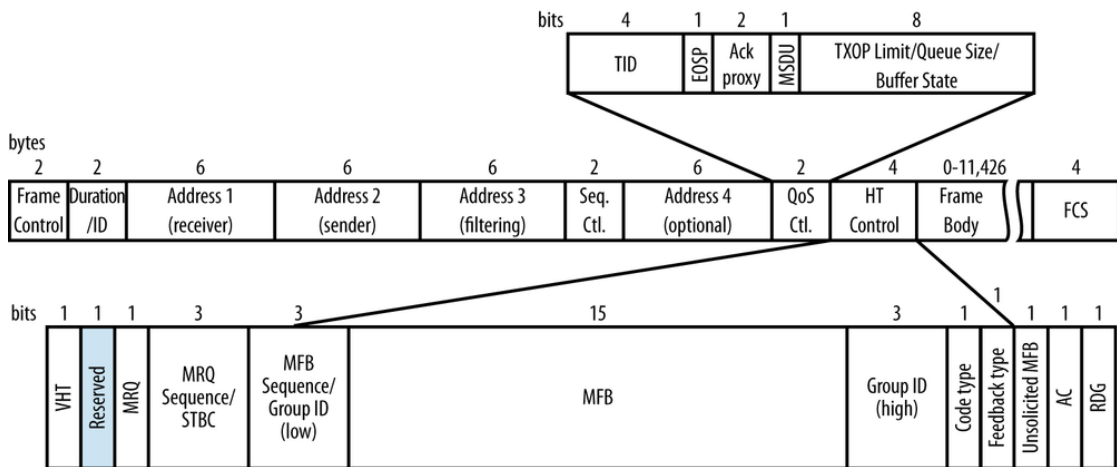 bits 4 1 2 1 8
TID EOSP Ack proxy MSDU TXOP Limit/Queue Size/ Buffer State
bytes
2 2 6 6 6 2 6 2 4 0-11,426 4
Frame Control Duration /ID Address 1 (receiver) Address 2 (sender) Address 3 (filtering) Seq. Ctl. Address 4 (optional) QoS Ctl. HT Control Frame Body FCS
bits 1 1 1 3 3 15 3 1 1 1 1 1
VHT Reserved MRQ MRQ Sequence/ STBC MFB Sequence/ Group ID (low) MFB Group ID (high) Code type Feedback type Unsolicited MFB AC RDG